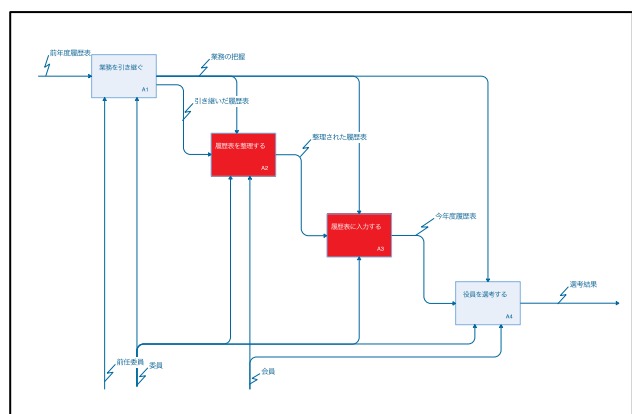 前年度履歴表
業務の把握
業務を引き継ぐ
A1
引き継いだ履歴表
履歴表を整理する
A2
整理された履歴表
履歴表に入力する
A3
今年度履歴表
役員を選考する
A4
選考結果
前任委員
委員
会員